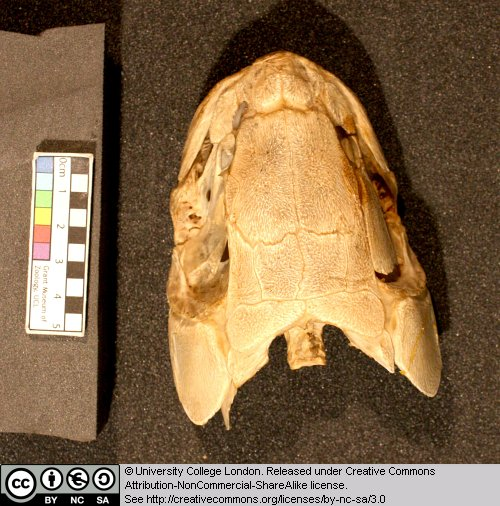 0cm
1
2
3
4
5
Grant Museum of
Zoology, UCL
© University College London. Released under Creative Commons
Attribution-NonCommercial-ShareAlike license.
See http://creativecommons.org/licenses/by-nc-sa/3.0
cc
BY NC SA